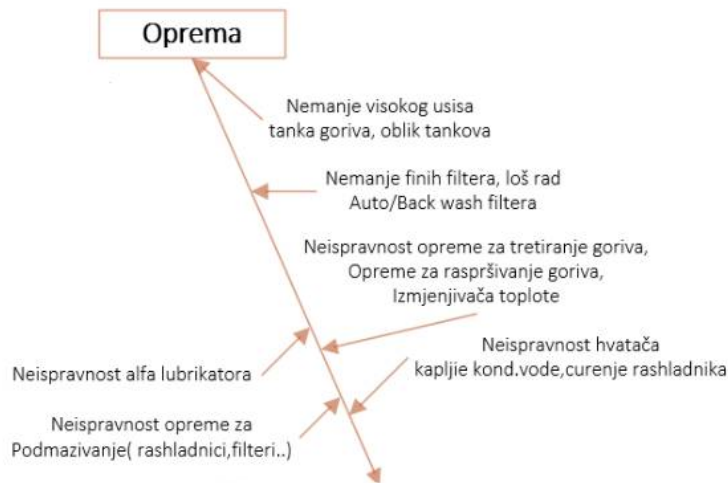 Oprema
Nemanje visokog usisa
tanka goriva, oblik tankova
Nemanje finih filtera, loš rad
Auto/Back wash filtera
Neispravnost opreme za tretiranje goriva,
Opreme za raspršivanje goriva,
Izmjenjivača toplote
Neispravnost hvatača
kapljie kond.vode,curenje rashladnika
Neispravnost alfa lubrikatora
Neispravnost opreme za
Podmazivanje( rashladnici,filteri..)